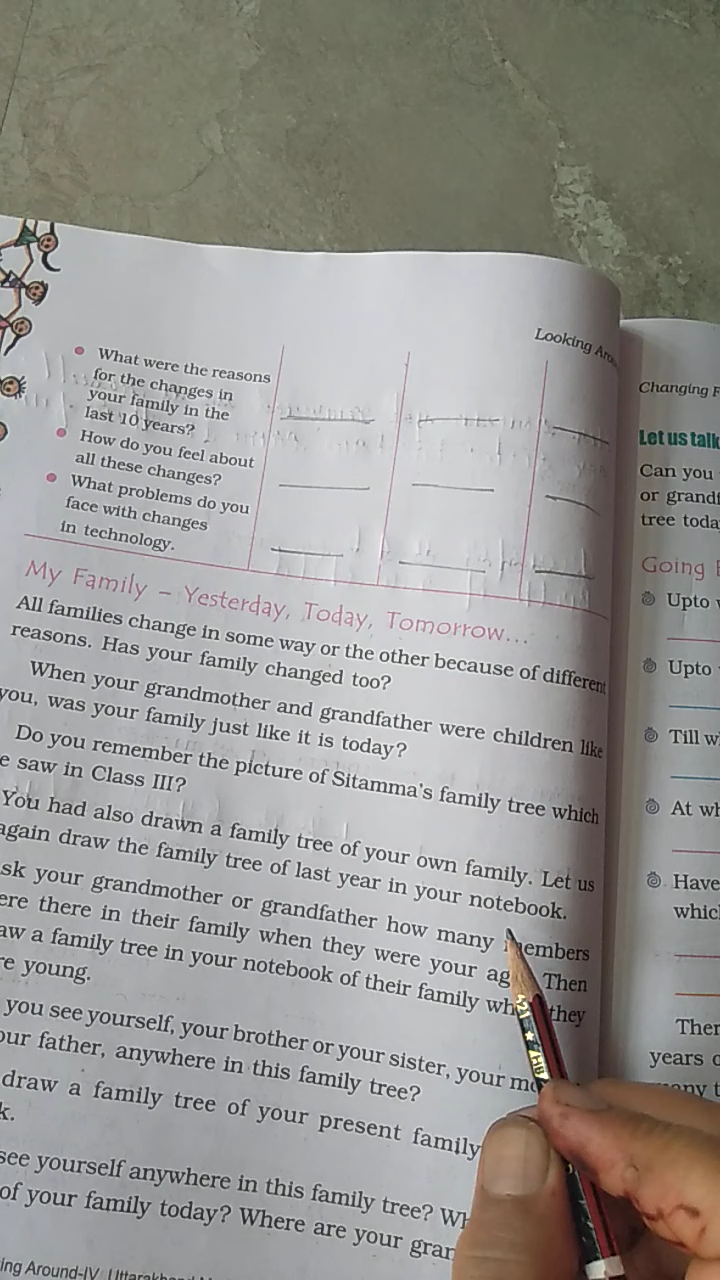 Looking Aro
• What were the reasons
for the changes in
your family in the
last 10 years?
• How do you feel about
all these changes?
• What problems do you
face with changes
in technology.
My Family – Yesterday, Today, Tomorrow...
All families change in some way or the other because of different
reasons. Has your family changed too?
When your grandmother and grandfather were children like
you, was your family just like it is today?
Do you remember the picture of Sitamma's family tree which
e saw in Class III?
You had also drawn a family tree of your own family. Let us
again draw the family tree of last year in your notebook.
sk your grandmother or grandfather how many members
ere there in their family when they were your ag Then
aw a family tree in your notebook of their family wh they
re young.
you see yourself, your brother or your sister, your mo
our father, anywhere in this family tree?
draw a family tree of your present family
k.
see yourself anywhere in this family tree? Wh
of your family today? Where are your gran
ing Around-IV, Uttarakhan
Changing F
Let us talk
Can you
or grandf
tree toda
Going
Upto
Upto
Till w
At wh
Have
which
Ther
years o
many t
421 ★ HB